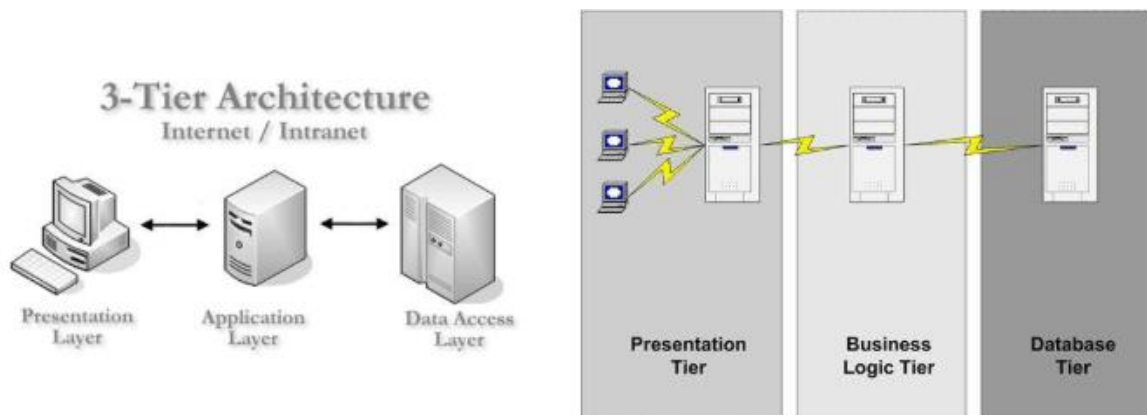 3-Tier Architecture
Internet / Intranet
Presentation
Layer
Application
Layer
Data Access
Layer
Presentation
Tier
Business
Logic Tier
Database
Tier